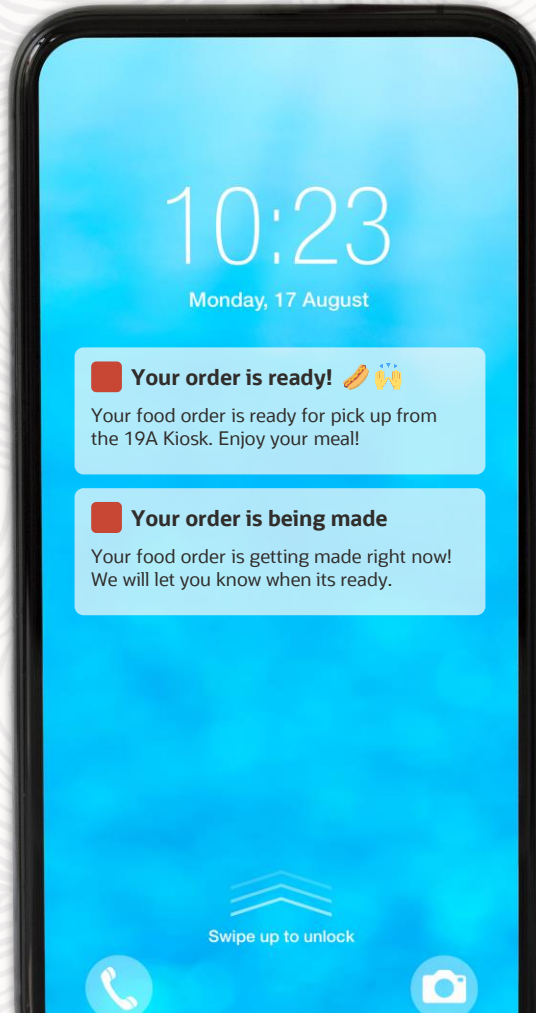 10:23
Monday, 17 August
Your order is ready! 🌭 🙌
Your food order is ready for pick up from
the 19A Kiosk. Enjoy your meal!
Your order is being made
Your food order is getting made right now!
We will let you know when its ready.
Swipe up to unlock